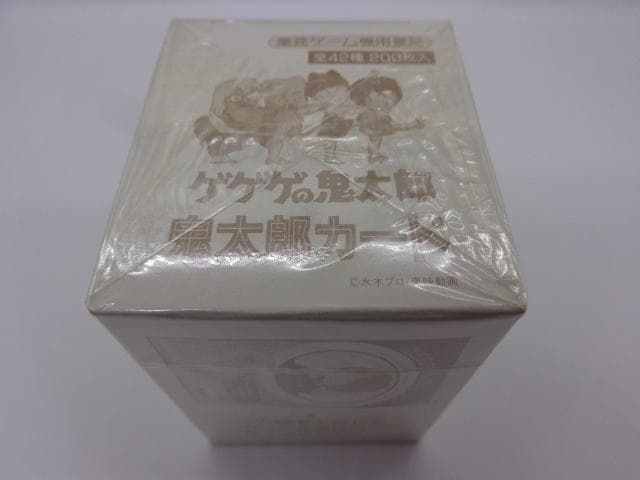 業務ゲーム機用景品
全42種 200枚入
ゲゲゲの鬼太郎
鬼太郎カード
©水木プロ・東映動画